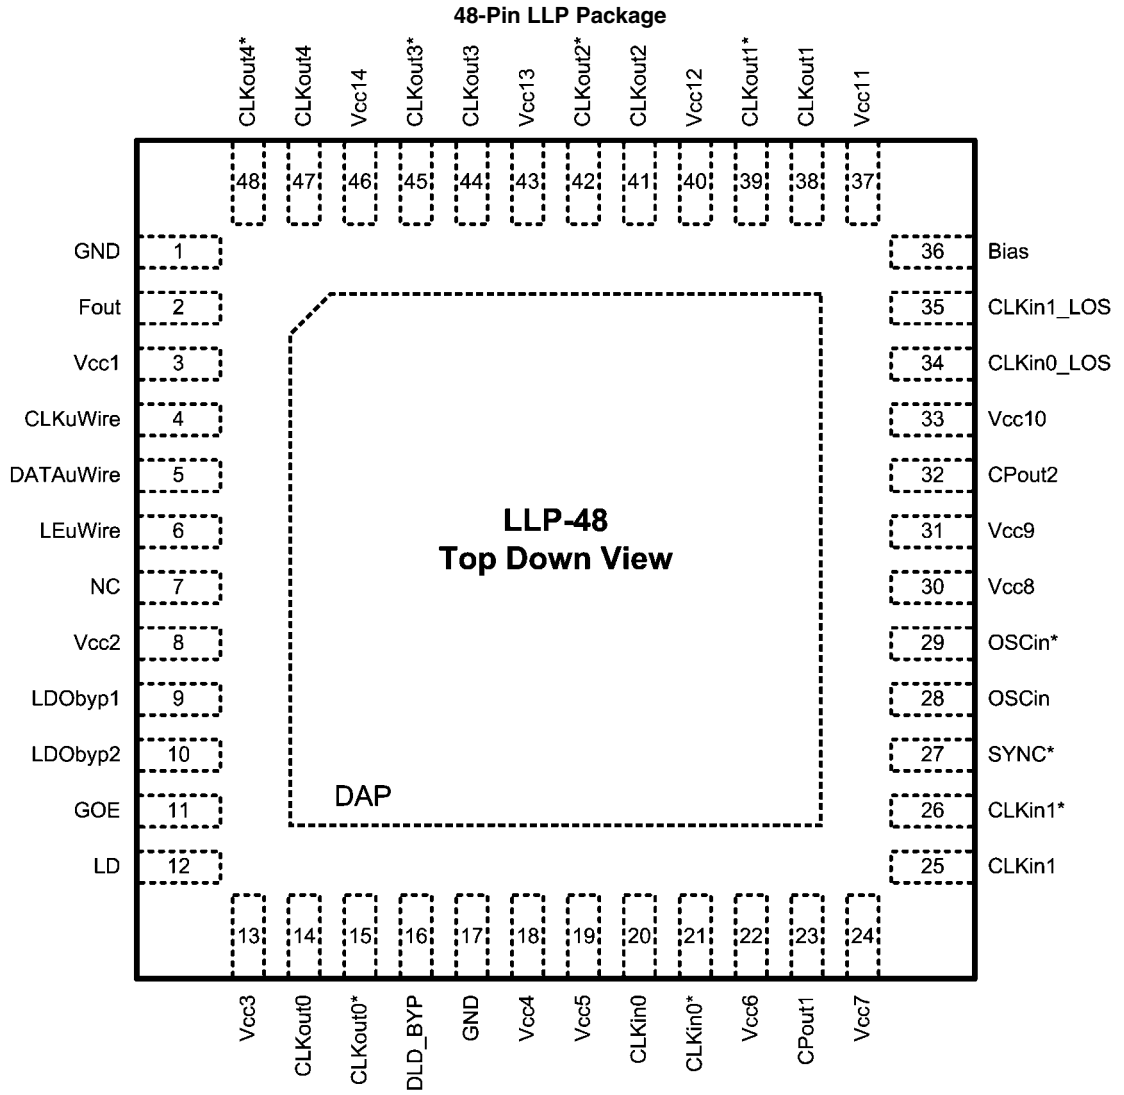 48-Pin LLP Package
CLKout4*
CLKout4
Vcc14
CLKout3*
CLKout3
Vcc13
CLKout2*
CLKout2
Vcc12
CLKout1*
CLKout1
Vcc11
48
47
46
45
44
43
42
41
40
39
38
37
GND 1
Fout 2
Vcc1 3
CLKuWire 4
DATAuWire 5
LEuWire 6
NC 7
Vcc2 8
LDObyp1 9
LDObyp2 10
GOE 11
LD 12
36 Bias
35 CLKin1_LOS
34 CLKin0_LOS
33 Vcc10
32 CPout2
31 Vcc9
30 Vcc8
29 OSCin*
28 OSCin
27 SYNC*
26 CLKin1*
25 CLKin1
LLP-48
Top Down View
DAP
13
14
15
16
17
18
19
20
21
22
23
24
Vcc3
CLKout0
CLKout0*
DLD_BYP
GND
Vcc4
Vcc5
CLKin0
CLKin0*
Vcc6
CPout1
Vcc7